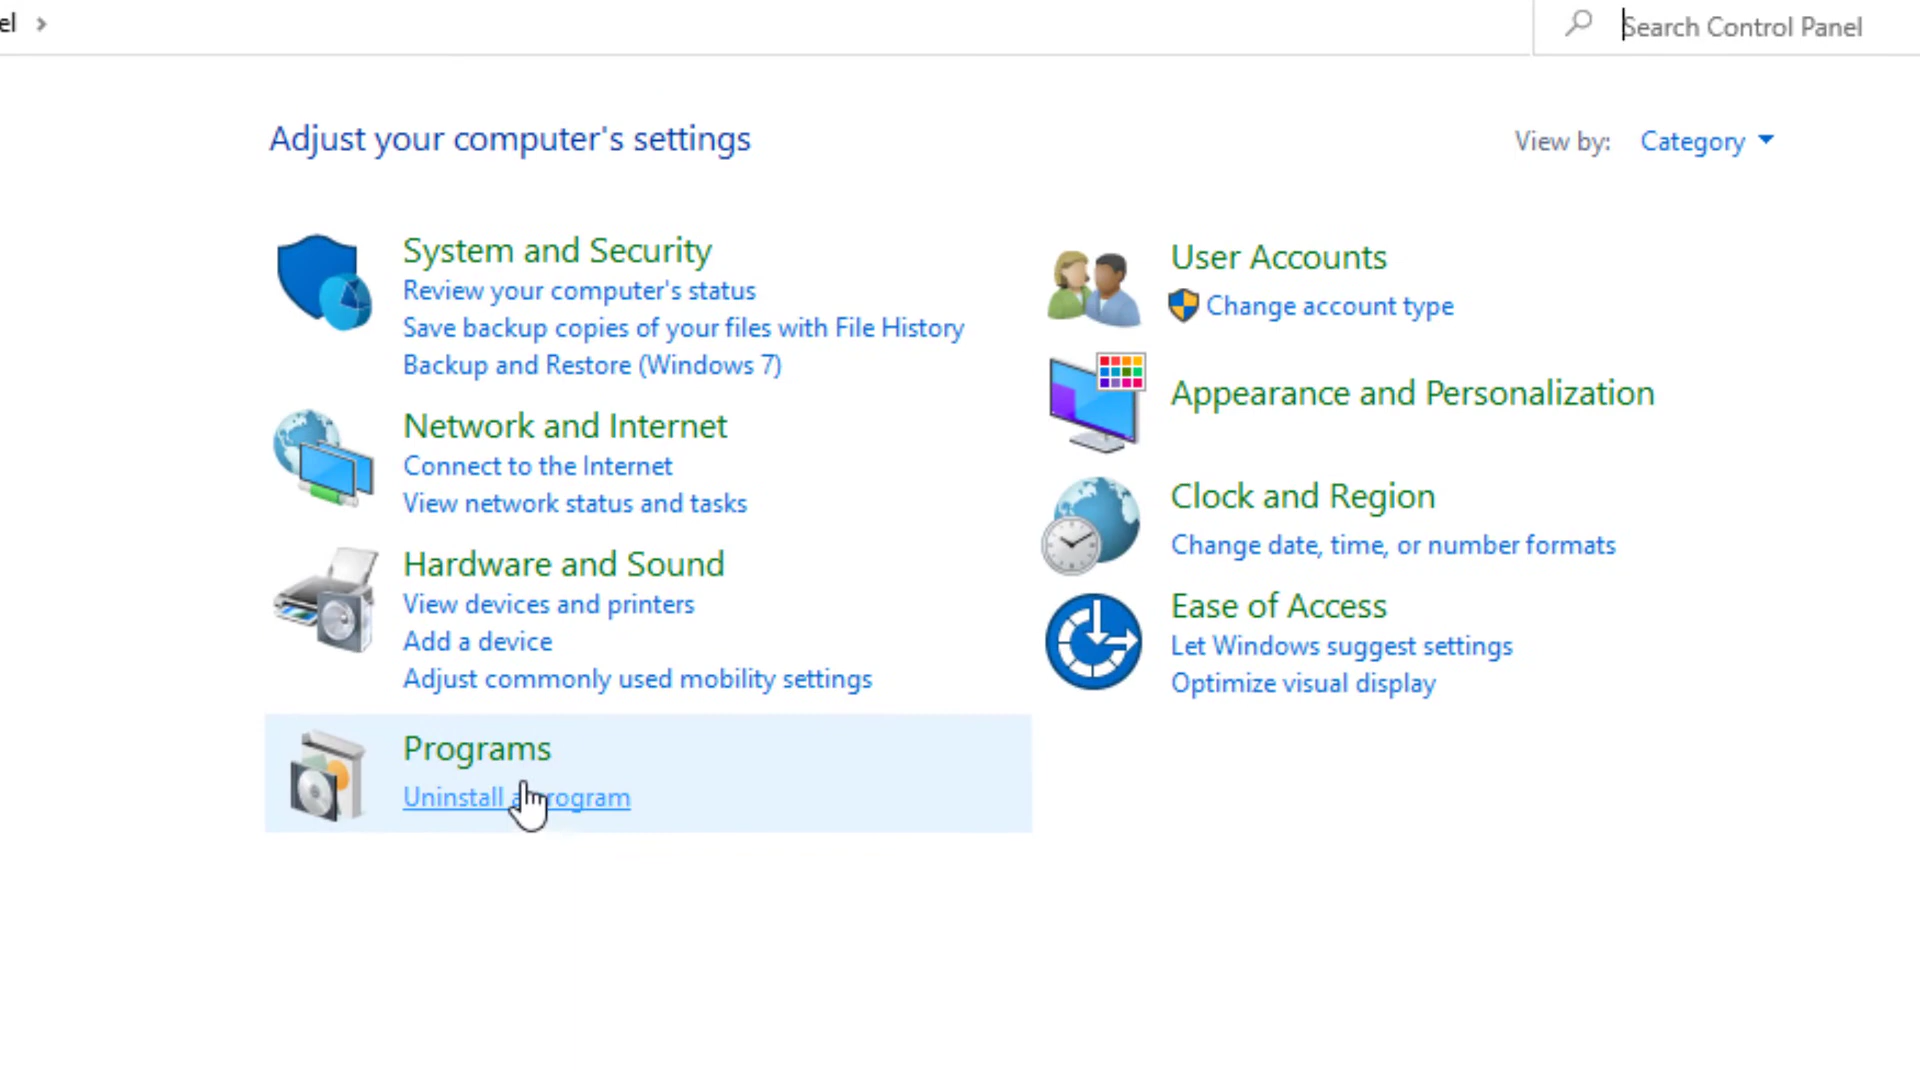 el
Search Control Panel
Adjust your computer's settings
View by: Category
System and Security
Review your computer's status
Save backup copies of your files with File History
Backup and Restore (Windows 7)
Network and Internet
Connect to the Internet
View network status and tasks
Hardware and Sound
View devices and printers
Add a device
Adjust commonly used mobility settings
Programs
Uninstall a program
User Accounts
Change account type
Appearance and Personalization
Clock and Region
Change date, time, or number formats
Ease of Access
Let Windows suggest settings
Optimize visual display